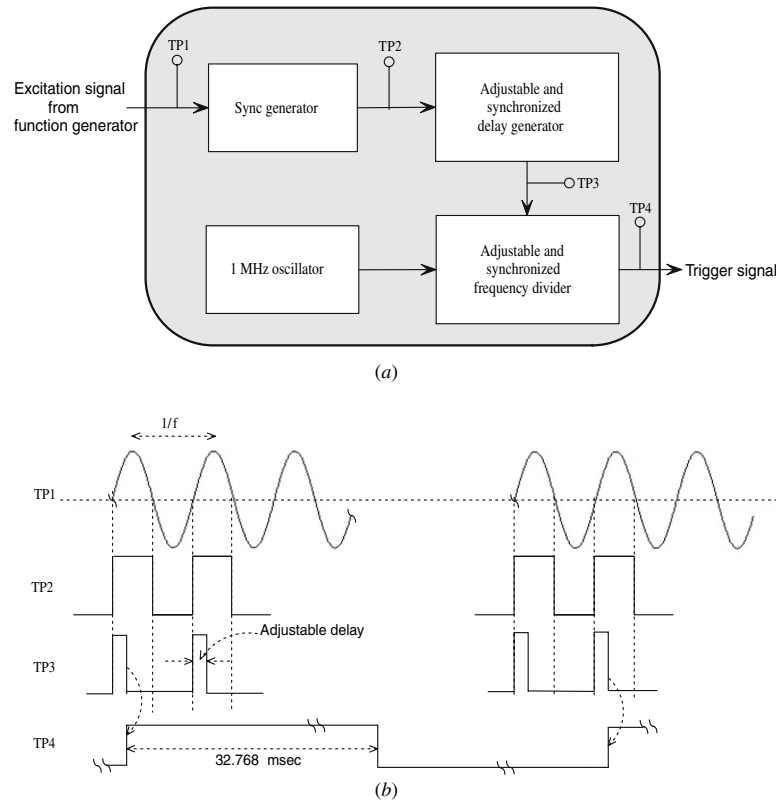 TP1
TP2
Excitation signal
from
function generator
Sync generator
Adjustable and
synchronized
delay generator
TP3
TP4
1 MHz oscillator
Adjustable and
synchronized
frequency divider
Trigger signal
(a)
1/f
TP1
TP2
Adjustable delay
TP3
TP4
32.768 msec
(b)